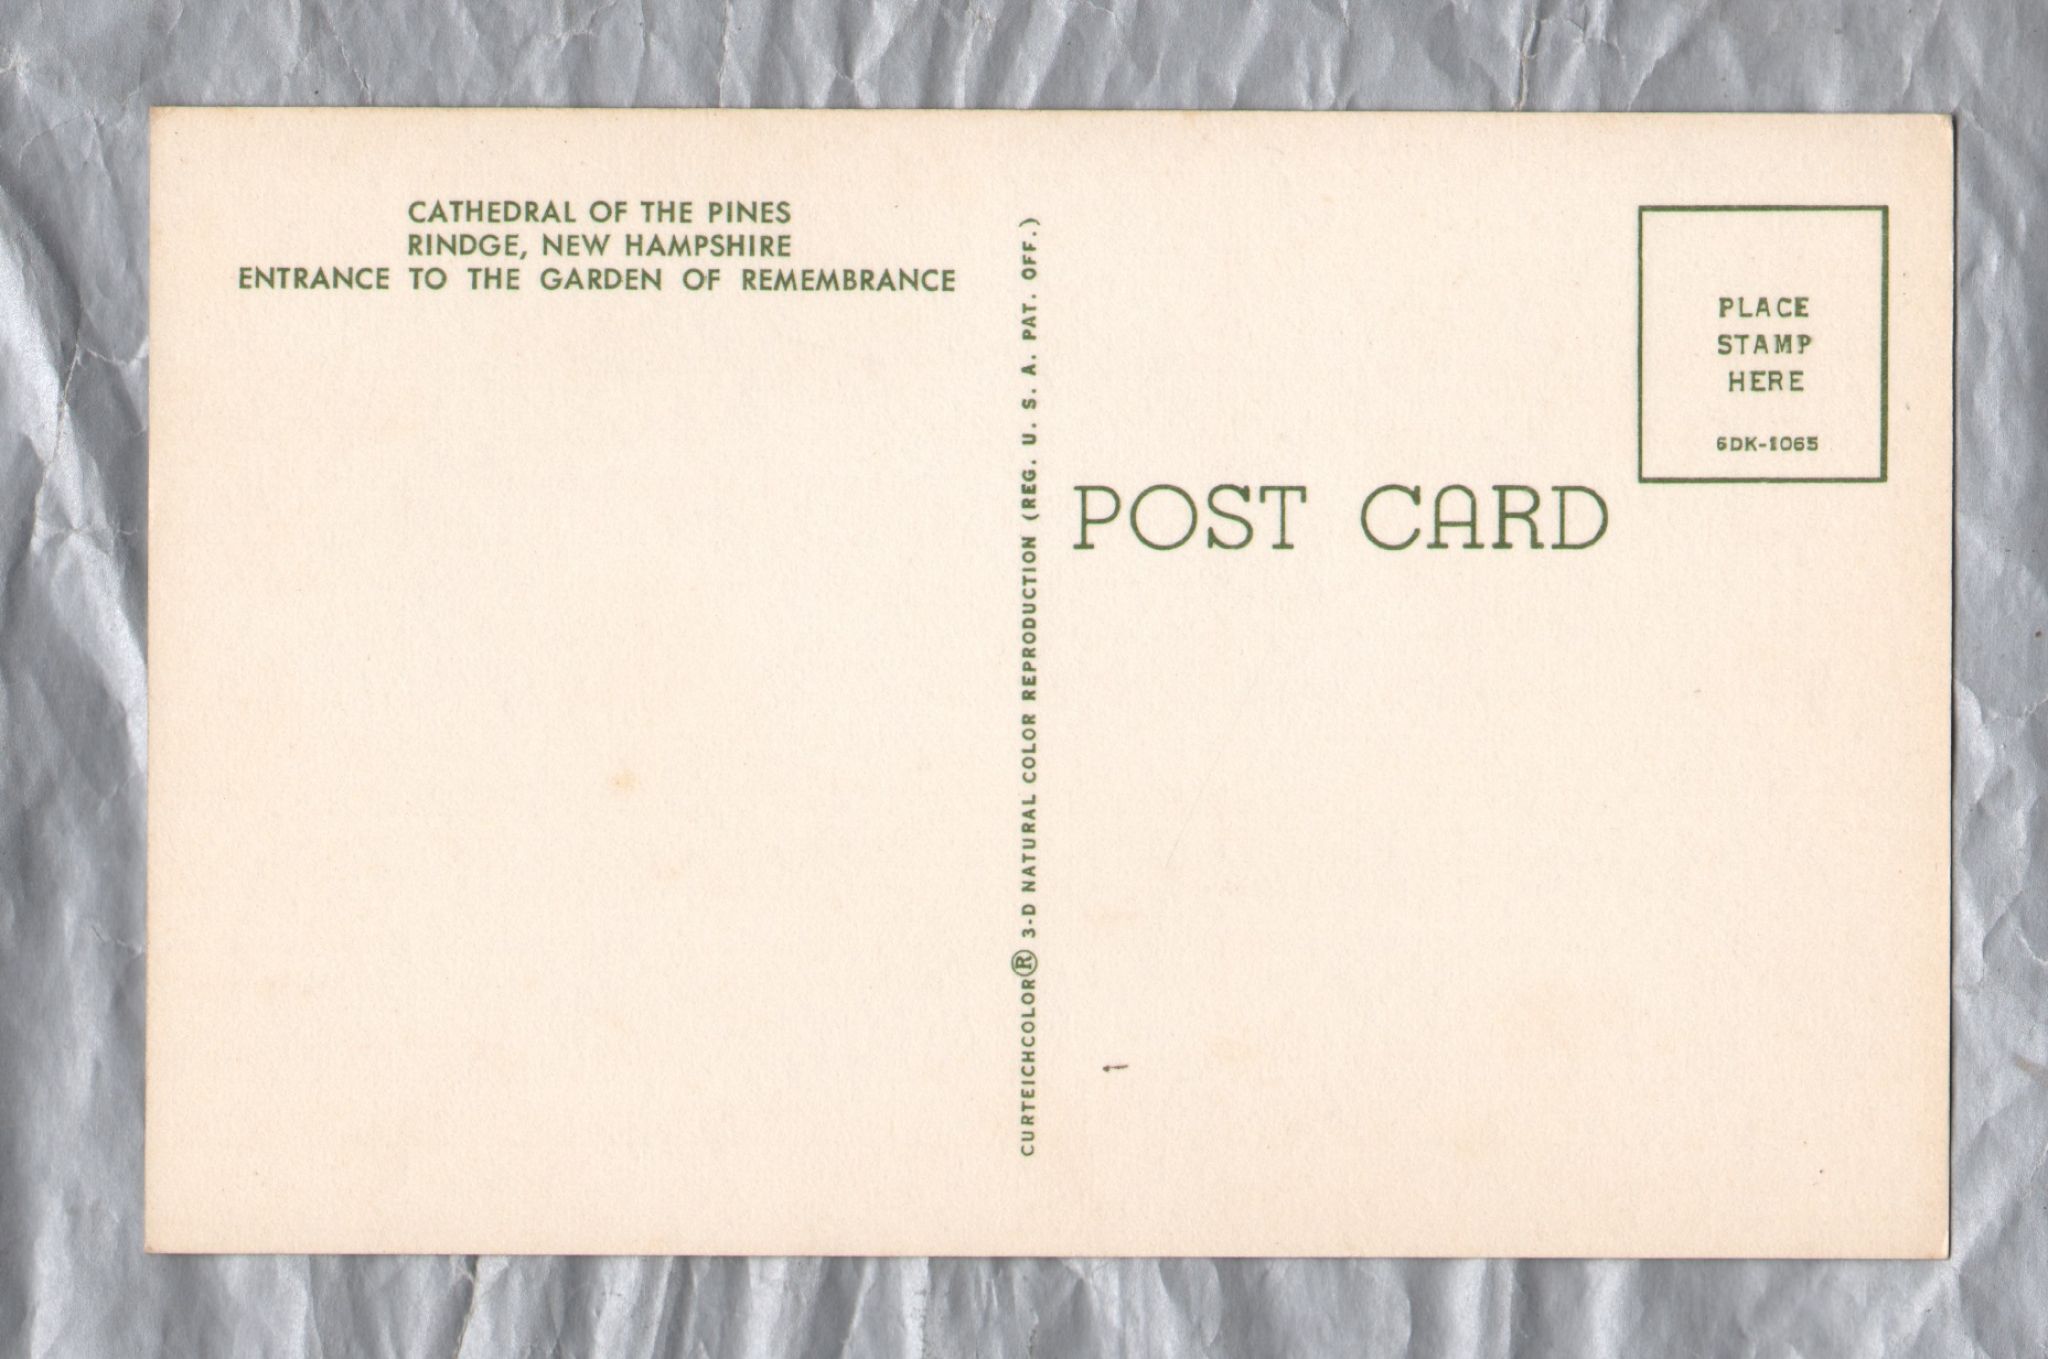 CATHEDRAL OF THE PINES
RINDGE, NEW HAMPSHIRE
ENTRANCE TO THE GARDEN OF REMEMBRANCE
CURTEICHCOLOR® 3-D NATURAL COLOR REPRODUCTION (REG. U. S. A. PAT. OFF.)
POST CARD
PLACE
STAMP
HERE
6DK-1065